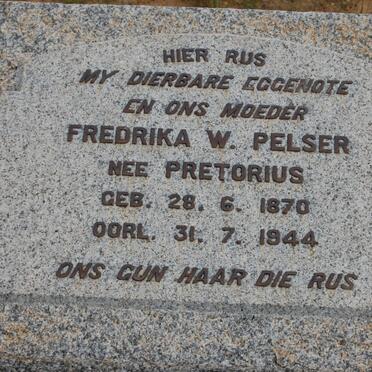 HIER RUS
MY DIERBARE EGGENOTE
EN ONS MOEDER
FREDRIKA W. PELSER
NEE PRETORIUS
GEB. 28. 6. 1870
OORL. 31. 7. 1944
ONS GUN HAAR DIE RUS